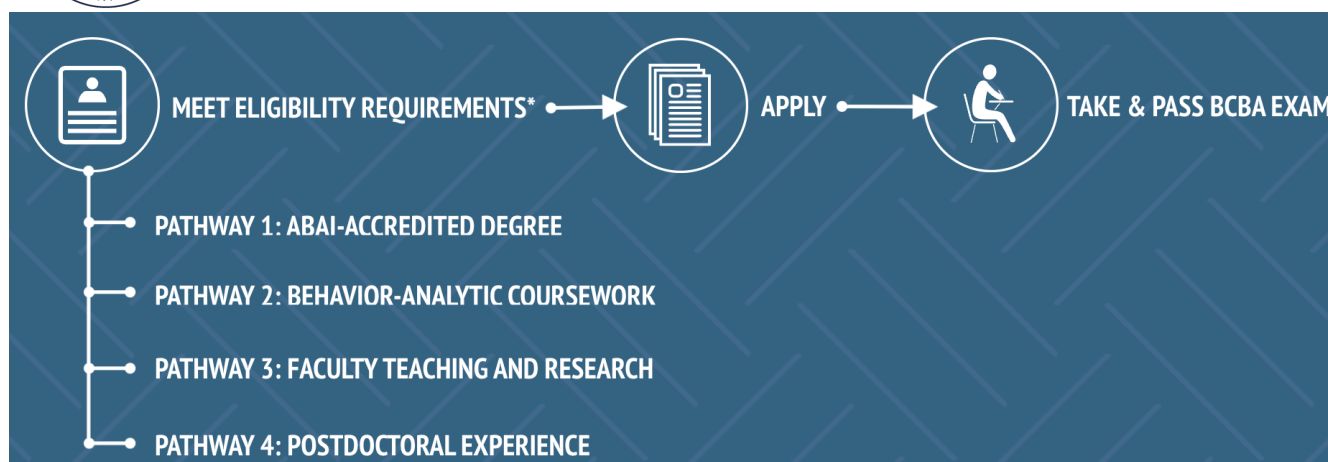 MEET ELIGIBILITY REQUIREMENTS*
APPLY
TAKE & PASS BCBA EXAM
PATHWAY 1: ABAI-ACCREDITED DEGREE
PATHWAY 2: BEHAVIOR-ANALYTIC COURSEWORK
PATHWAY 3: FACULTY TEACHING AND RESEARCH
PATHWAY 4: POSTDOCTORAL EXPERIENCE